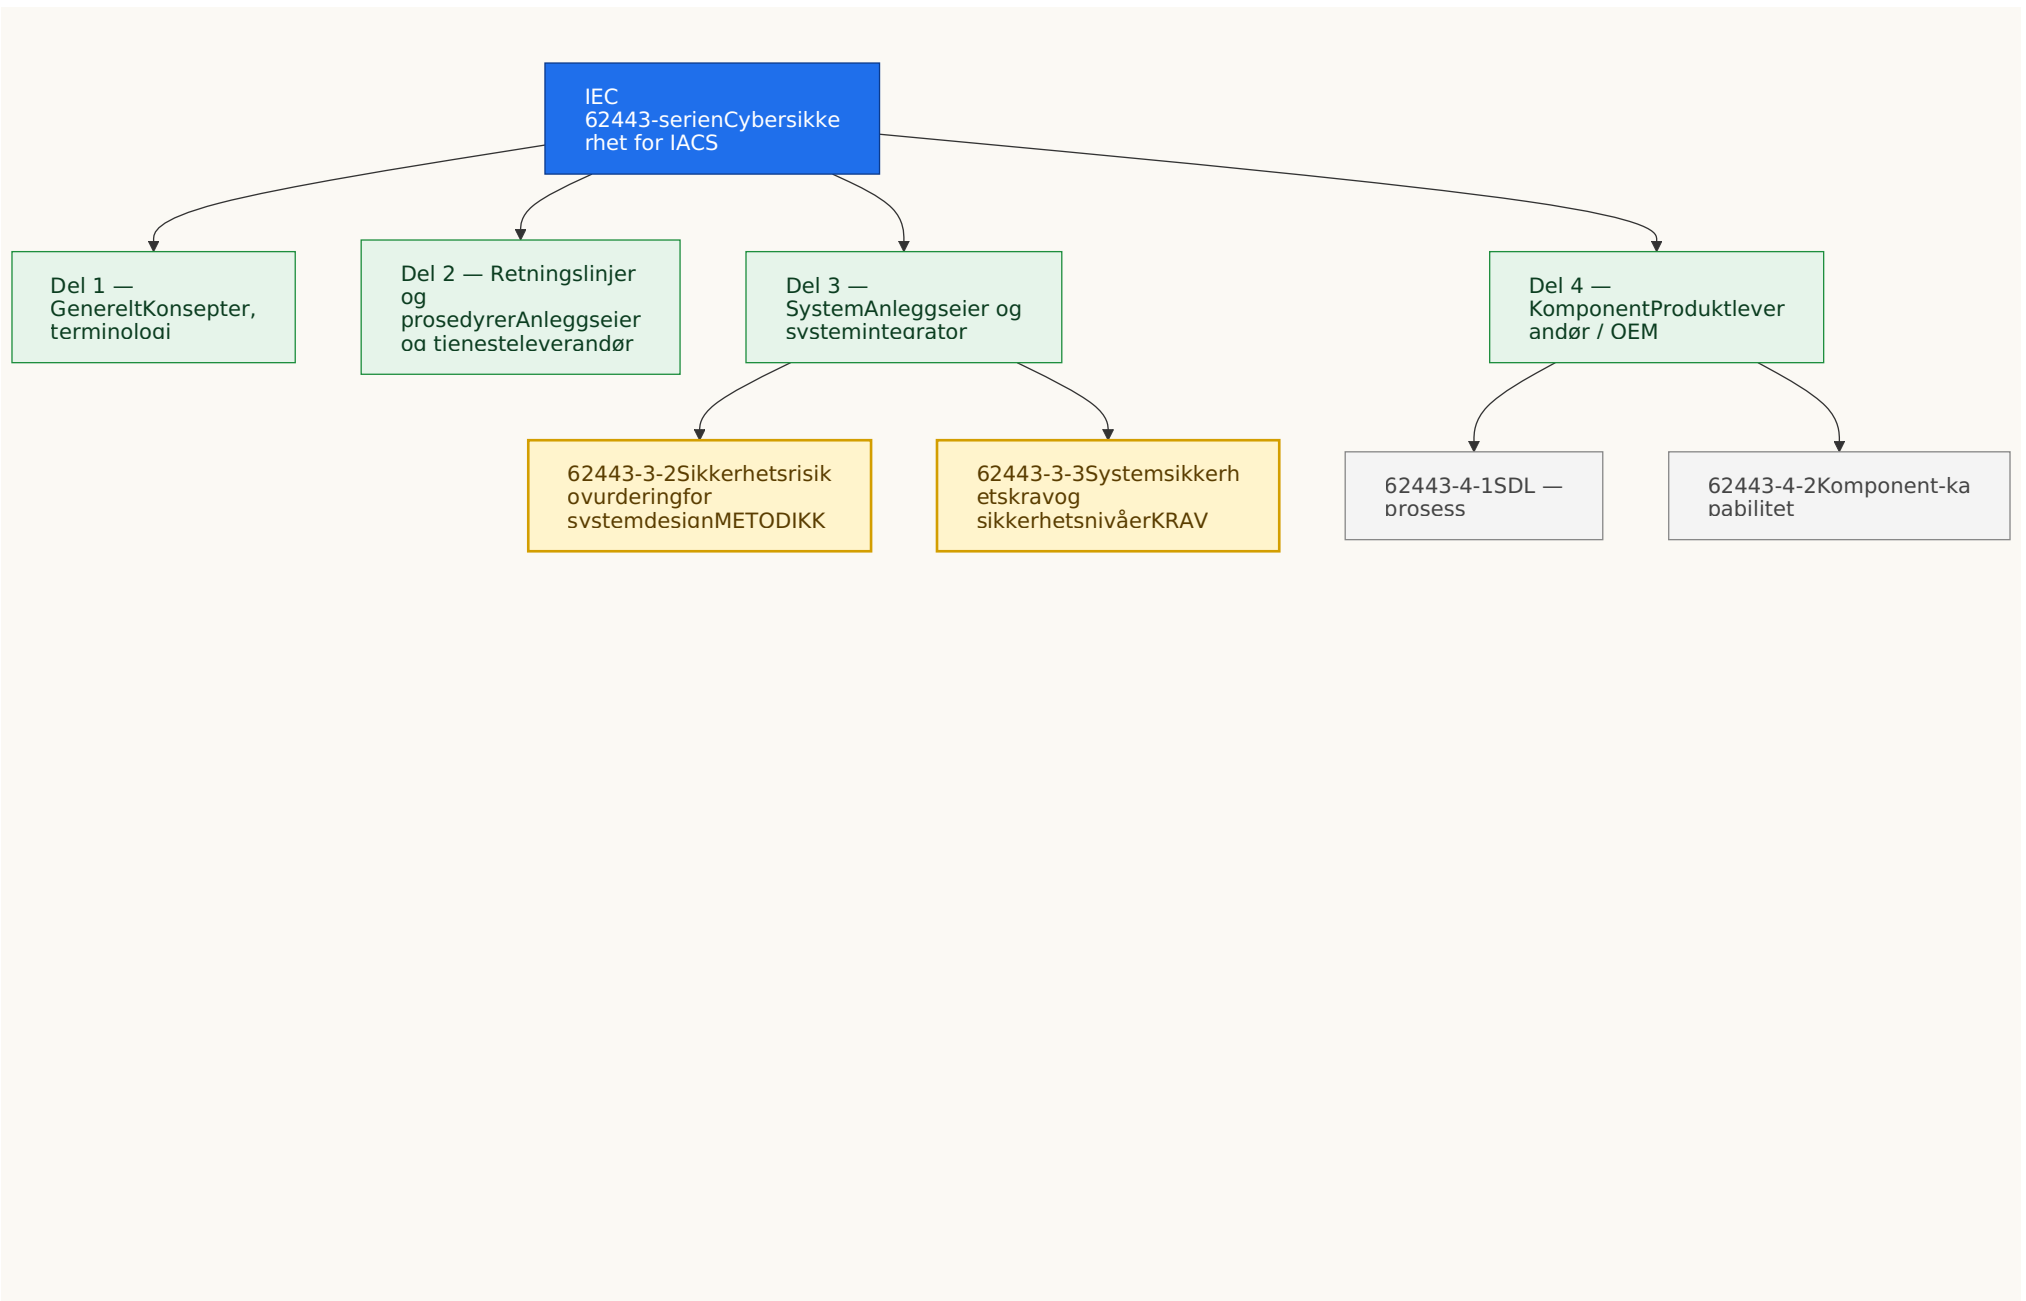 IEC
62443-serienCybersikke
rhet for IACS
Del 1 —
GenereltKonsepter,
terminologi
Del 2 — Retningslinjer
og
prosedyrerAnleggseier
og tjenesteleverandør
Del 3 —
SystemAnleggseier og
systemintegrator
Del 4 —
KomponentProduktlever
andør / OEM
62443-3-2Sikkerhetsrisik
ovurderingfor
systemdesignMETODIKK
62443-3-3Systemsikkerh
etskravog
sikkerhetsnivåerKRAV
62443-4-1SDL —
prosess
62443-4-2Komponent-ka
pabilitet